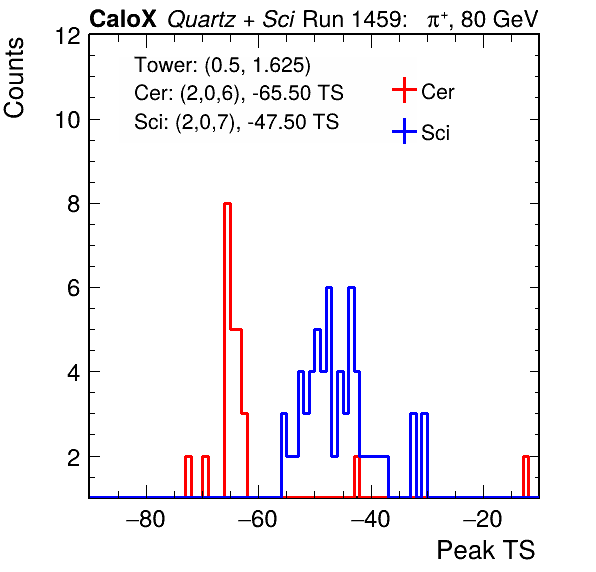 CaloX Quartz + Sci Run 1459: π+, 80 GeV
Counts
12
10
8
6
4
2
Tower: (0.5, 1.625)
Cer: (2,0,6), -65.50 TS
Sci: (2,0,7), -47.50 TS
Cer
Sci
−80 −60 −40 −20
Peak TS